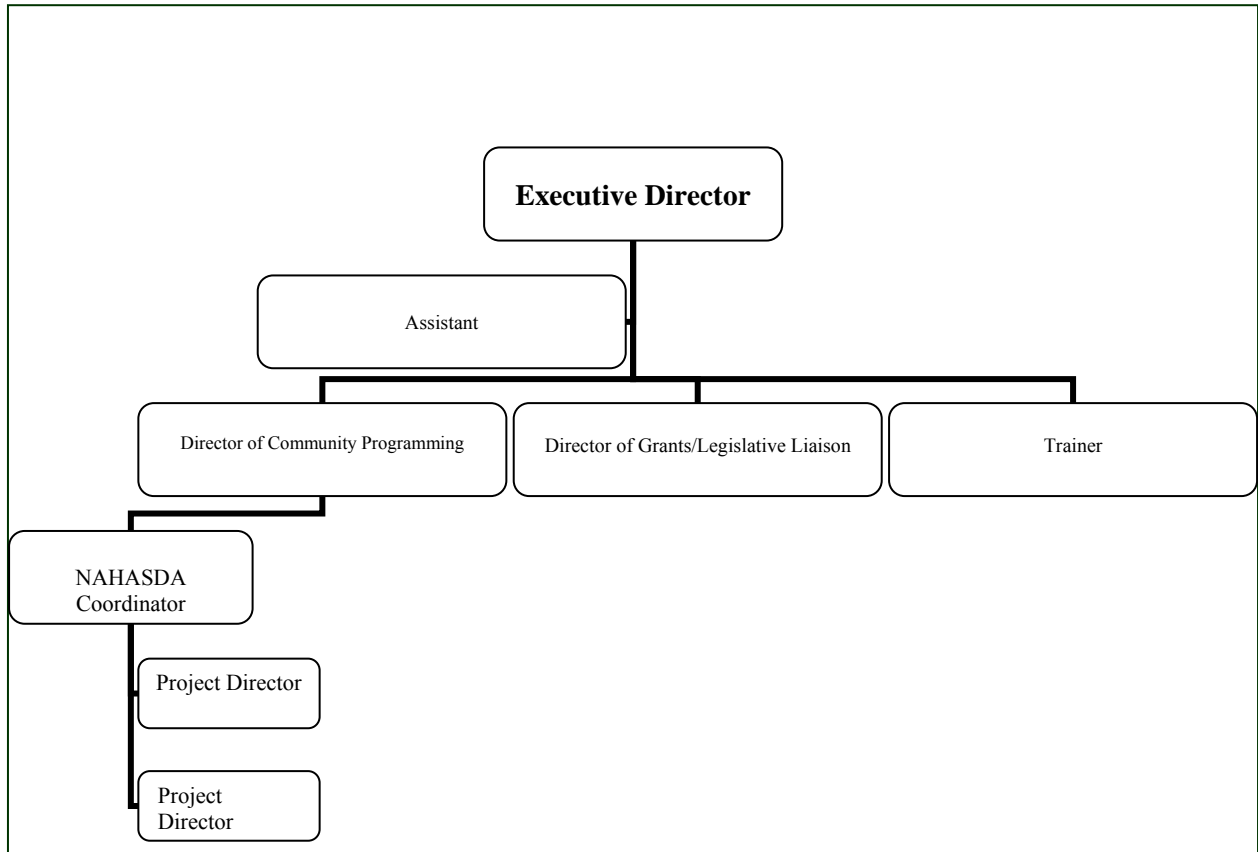 Executive Director
Assistant
Director of Community Programming
Director of Grants/Legislative Liaison
Trainer
NAHASDA
Coordinator
Project Director
Project
Director